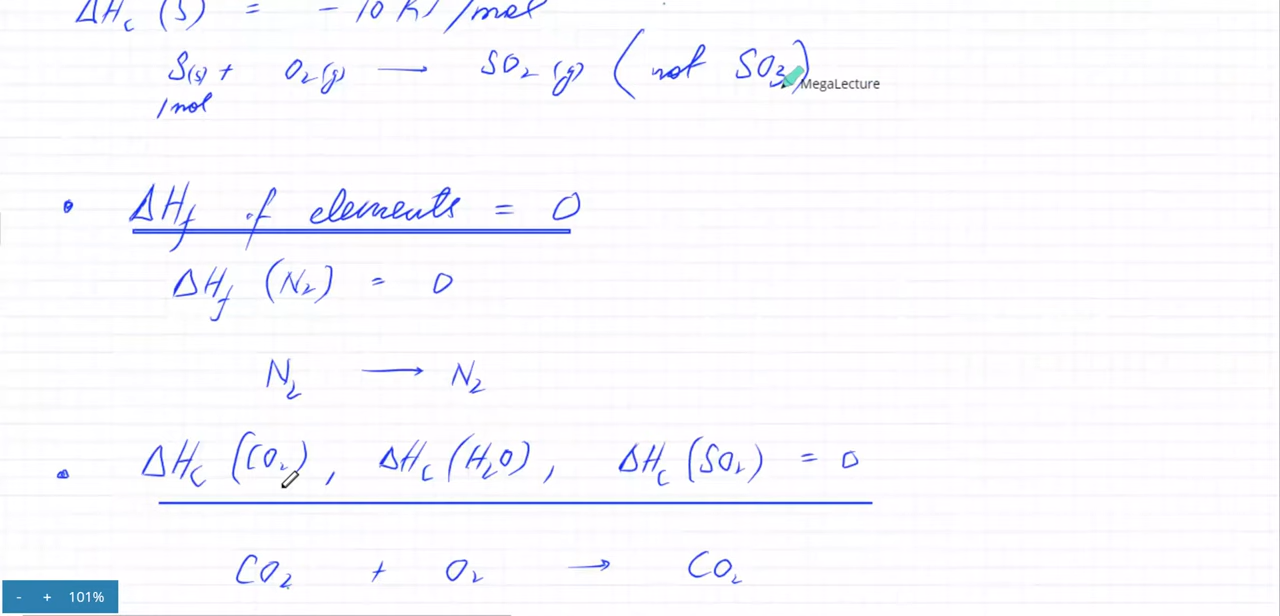 ΔHc (S) = - 10 KJ/mol
S(s) + O2(g) → SO2(g) (not SO3)
1mol
MegaLecture
• ΔHf of elements = 0
ΔHf (N2) = 0
N2 → N2
• ΔHc (CO2), ΔHc (H2O), ΔHc (SO2) = 0
CO2 + O2 → CO2
- + 101%